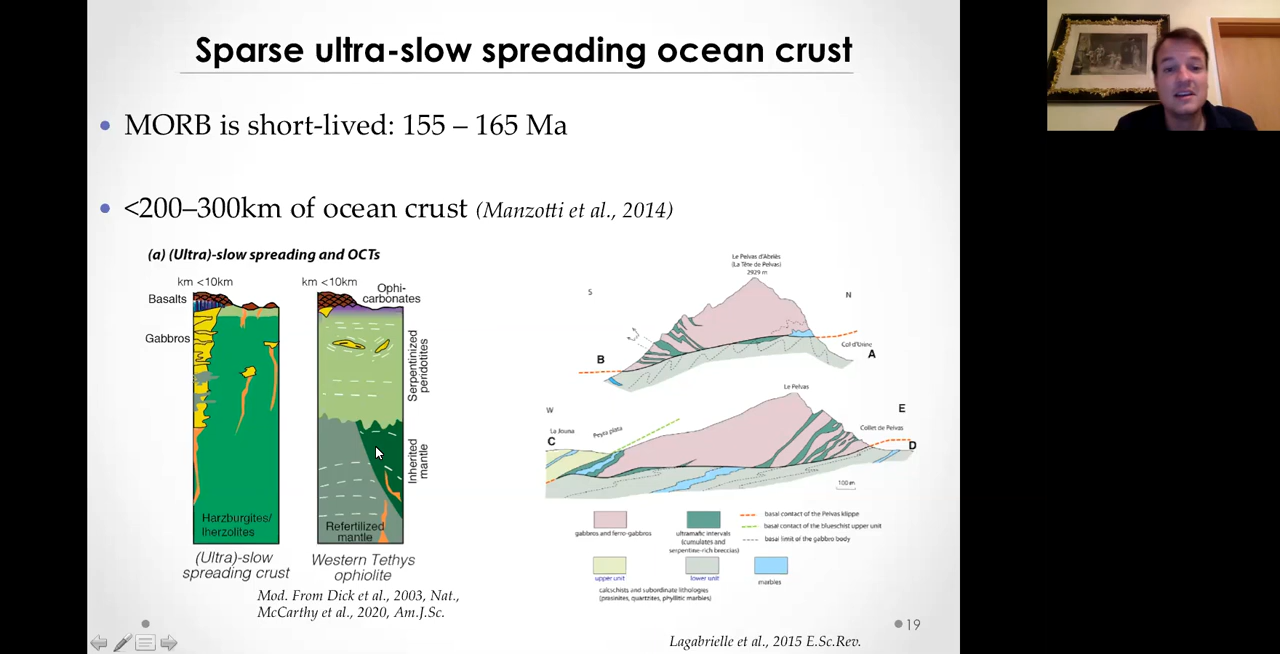 Sparse ultra-slow spreading ocean crust
• MORB is short-lived: 155 – 165 Ma
• <200–300km of ocean crust (Manzotti et al., 2014)
(a) (Ultra)-slow spreading and OCTs
km <10km
km <10km
Basalts
Ophi-
carbonates
Gabbros
Serpentinized
peridotites
Inherited
mantle
Harzburgites/
lherzolites
Refertilized
mantle
(Ultra)-slow
spreading crust
Western Tethys
ophiolite
Mod. From Dick et al., 2003, Nat.,
McCarthy et al., 2020, Am.J.Sc.
Le Pelvas d'Abriès
(La Tête de Pelvas)
2929 m
S
N
Col d'Urine
B
A
Le Pelvas
W
E
La Jouna
Peyra plata
Collet de Pelvas
C
D
100 m
gabbros and ferro-gabbros
ultramafic intervals
(cumulates and
serpentine-rich breccias)
basal contact of the Pelvas klippe
basal contact of the blueschist upper unit
basal limit of the gabbro body
upper unit
lower unit
marbles
calcschists and subordinate lithologies
(prasinites, quartzites, phyllitic marbles)
19
Lagabrielle et al., 2015 E.Sc.Rev.